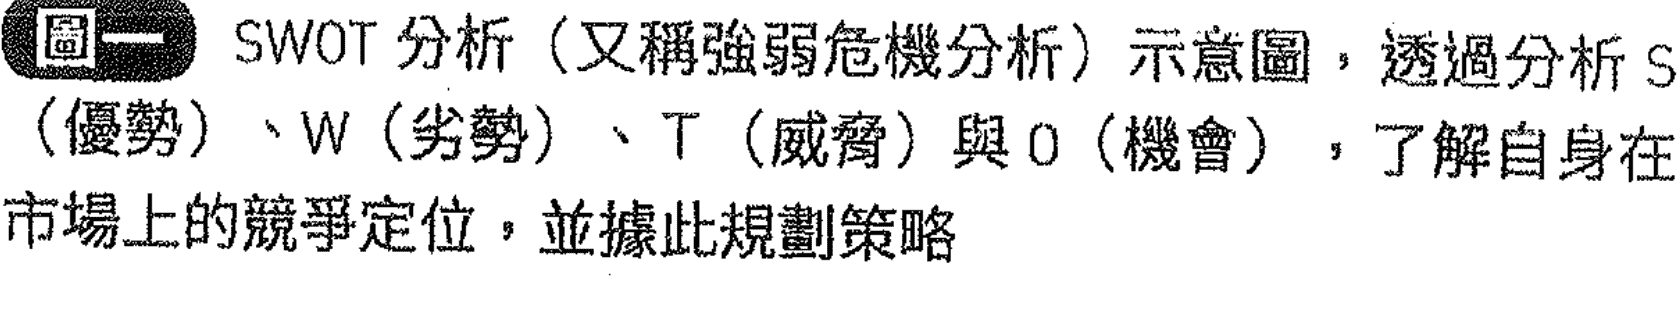 圖一 SWOT 分析（又稱強弱危機分析）示意圖，透過分析 S
（優勢）、W（劣勢）、T（威脅）與 O（機會），了解自身在
市場上的競爭定位，並據此規劃策略